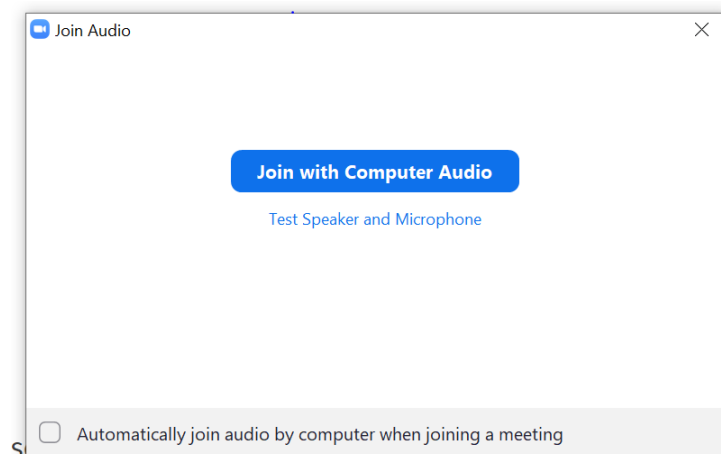 Join Audio
Join with Computer Audio
Test Speaker and Microphone
Automatically join audio by computer when joining a meeting